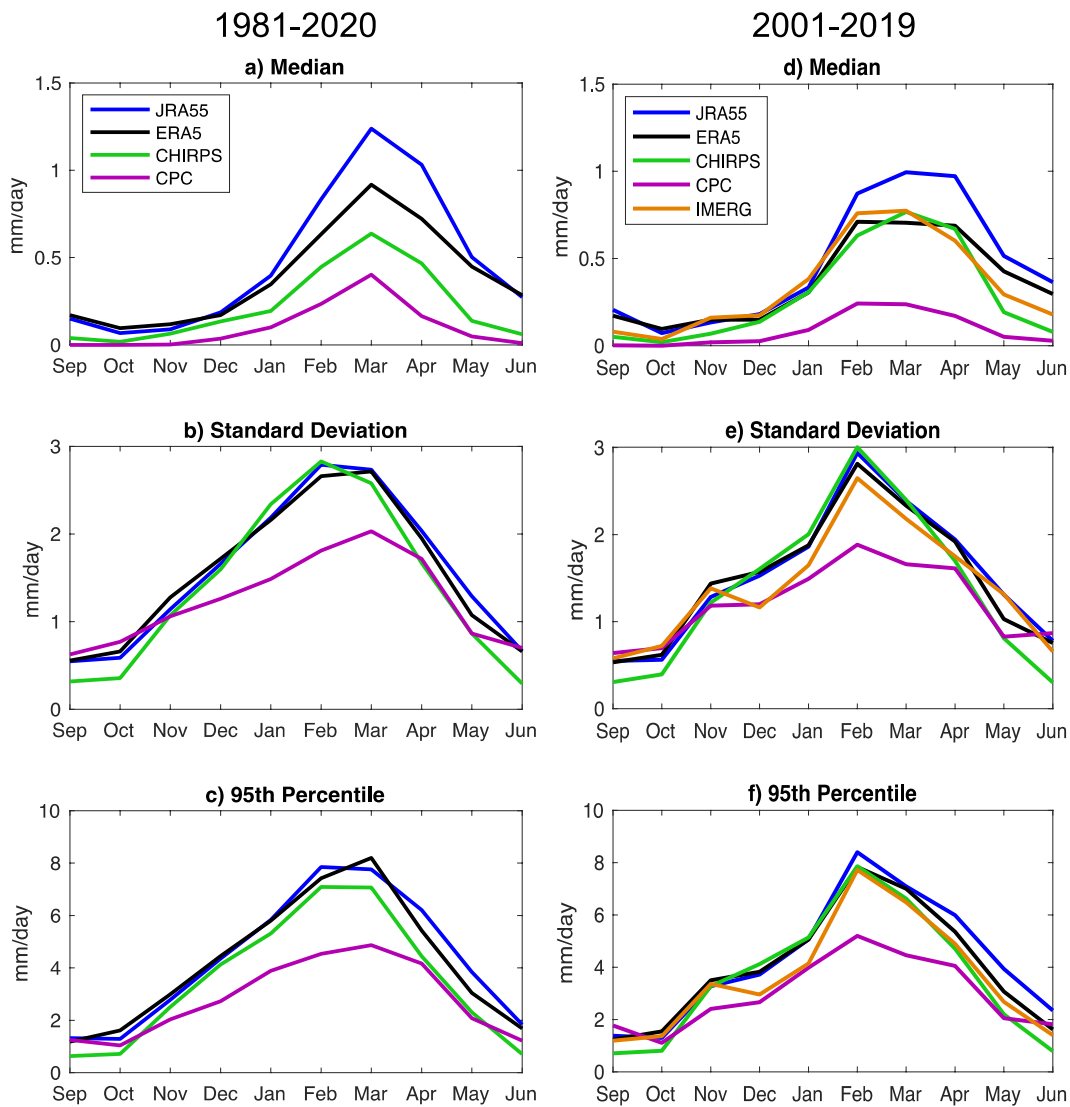 1981-2020
a) Median
mm/day
1.5
1
0.5
0
JRA55
ERA5
CHIRPS
CPC
Sep Oct Nov Dec Jan Feb Mar Apr May Jun
b) Standard Deviation
mm/day
3
2
1
0
Sep Oct Nov Dec Jan Feb Mar Apr May Jun
c) 95th Percentile
mm/day
10
8
6
4
2
0
Sep Oct Nov Dec Jan Feb Mar Apr May Jun
2001-2019
d) Median
mm/day
1.5
1
0.5
0
JRA55
ERA5
CHIRPS
CPC
IMERG
Sep Oct Nov Dec Jan Feb Mar Apr May Jun
e) Standard Deviation
mm/day
3
2
1
0
Sep Oct Nov Dec Jan Feb Mar Apr May Jun
f) 95th Percentile
mm/day
10
8
6
4
2
0
Sep Oct Nov Dec Jan Feb Mar Apr May Jun